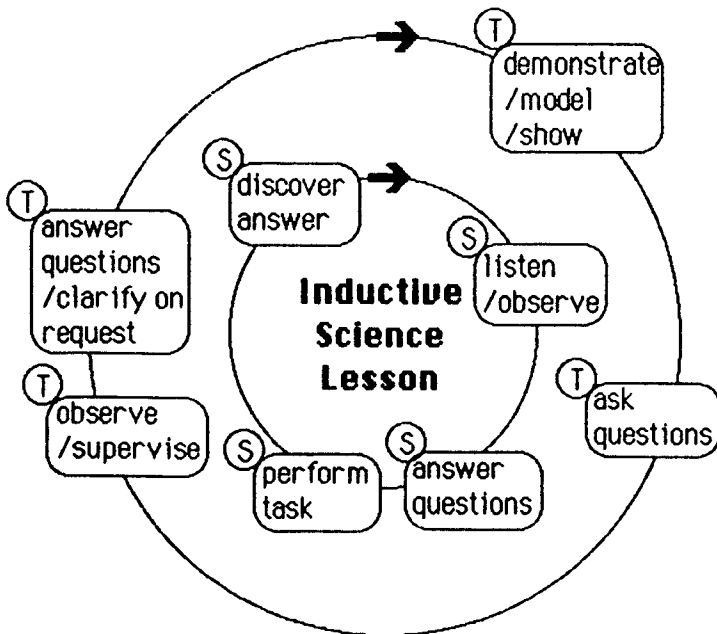 T
demonstrate
/model
/show
S
discover
answer
T
answer
questions
/clarify on
request
S
listen
/observe
Inductive
Science
Lesson
T
observe
/supervise
T
ask
questions
S
perform
task
S
answer
questions